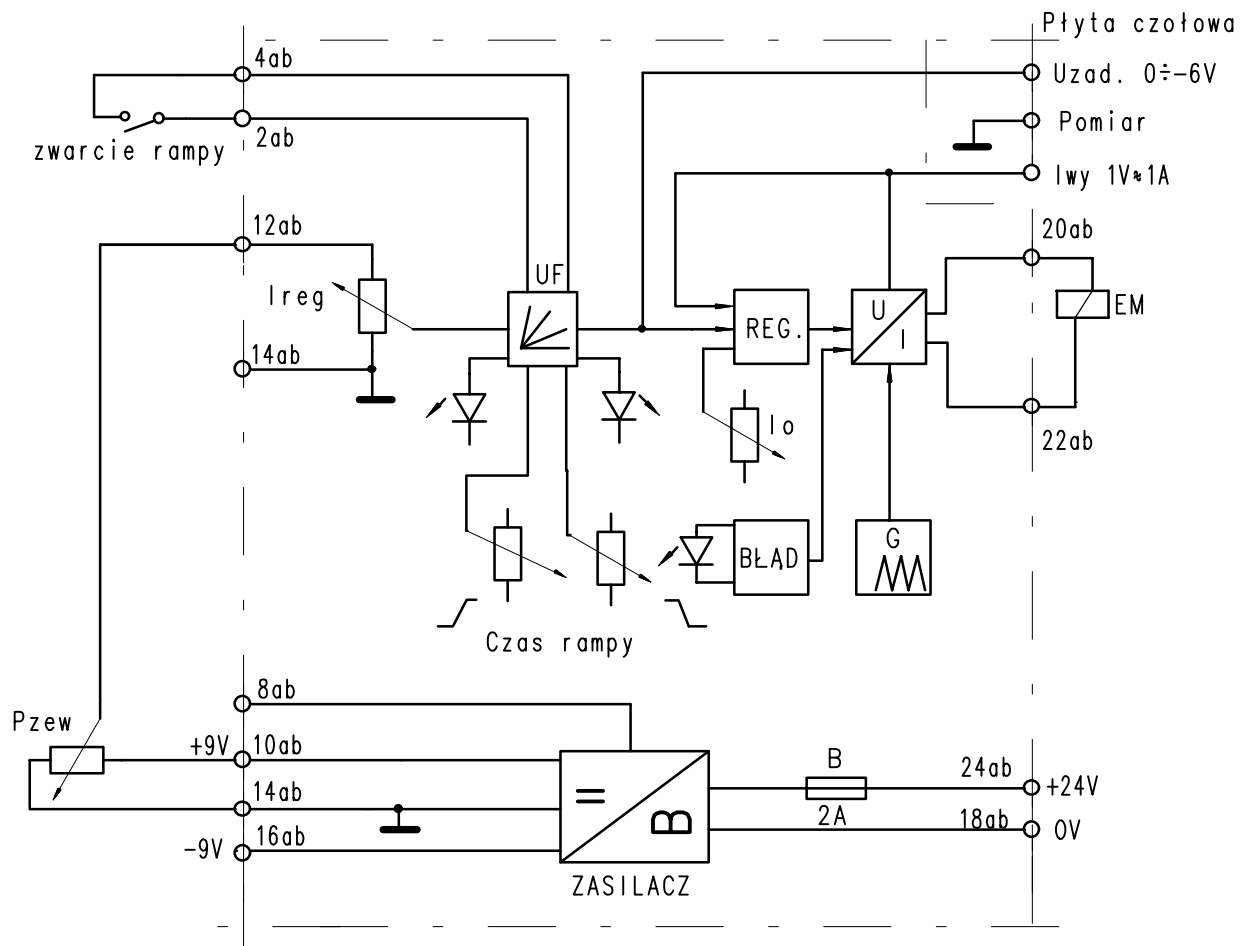 Płyta czołowa
4ab
Uzad. 0÷-6V
2ab
Pomiar
zwarcie rampy
Iwy 1V≈1A
12ab
20ab
UF
Ireg
U
I
EM
REG.
14ab
Io
22ab
G
BŁĄD
Czas rampy
8ab
Pzew
+9V
10ab
B
24ab
+24V
14ab
=
2A
18ab
0V
16ab
-9V
B
ZASILACZ